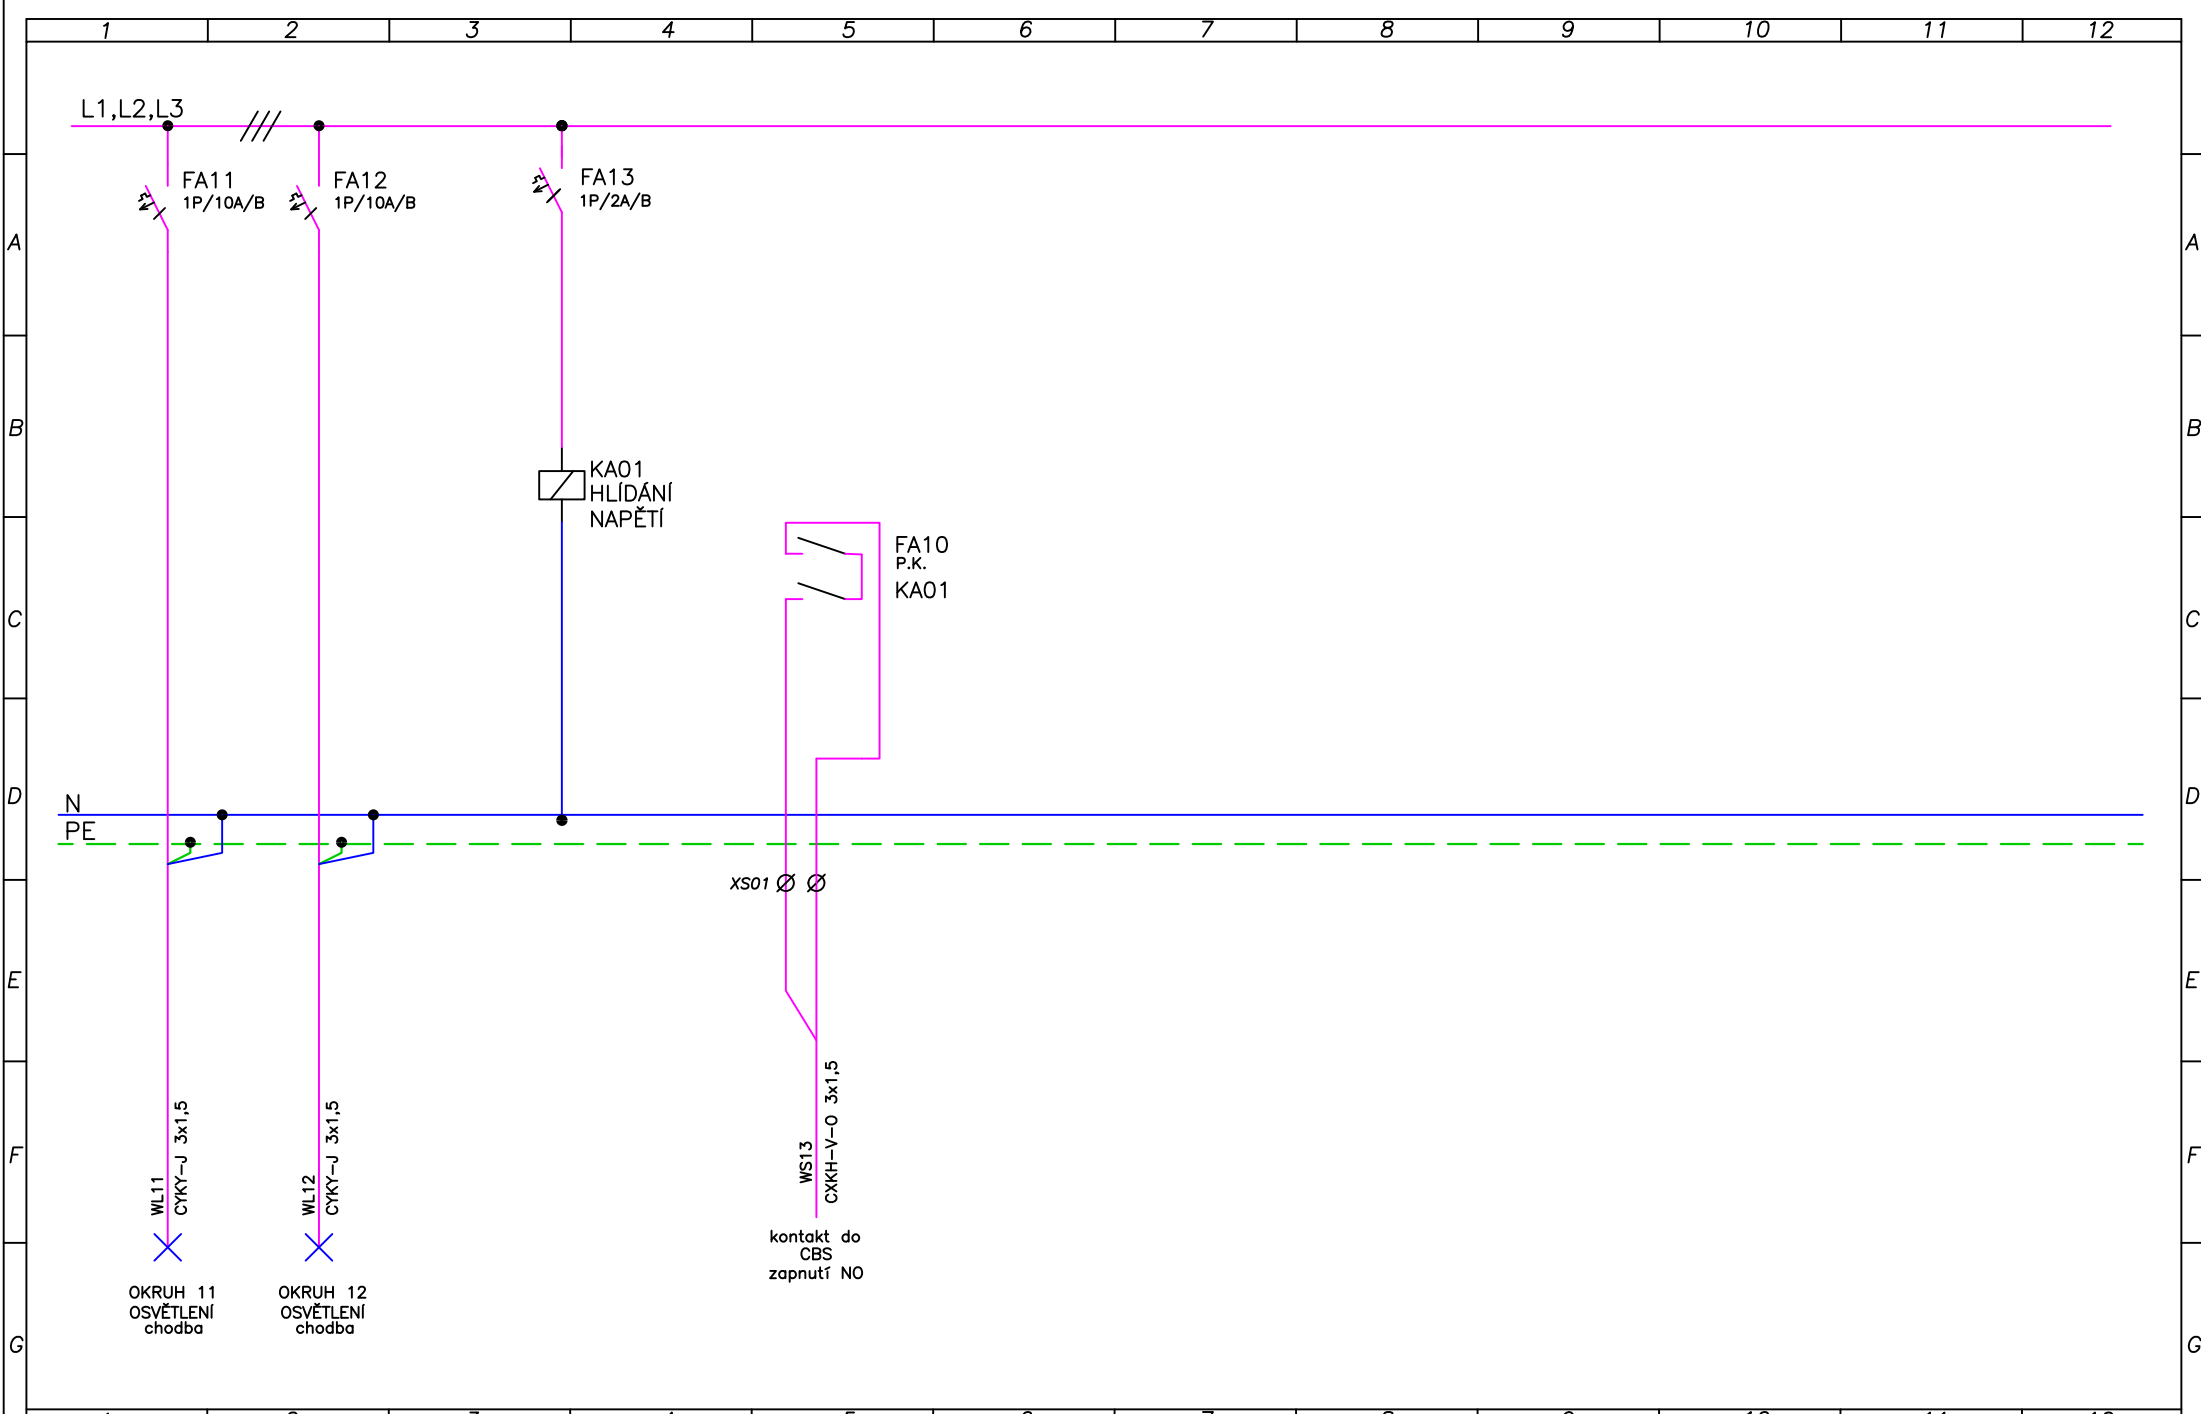 1 2 3 4 5 6 7 8 9 10 11 12
L1,L2,L3
FA11
1P/10A/B
FA12
1P/10A/B
FA13
1P/2A/B
A A
B B
KA01
HLÍDÁNÍ
NAPĚTÍ
FA10
P.K.
KA01
C C
N
PE
D D
XS01
E E
WL11
CYKY-J 3x1,5
WL12
CYKY-J 3x1,5
WS13
CXKH-V-O 3x1,5
F F
kontakt do
CBS
zapnutí NO
OKRUH 11
OSVĚTLENÍ
chodba
OKRUH 12
OSVĚTLENÍ
chodba
G G